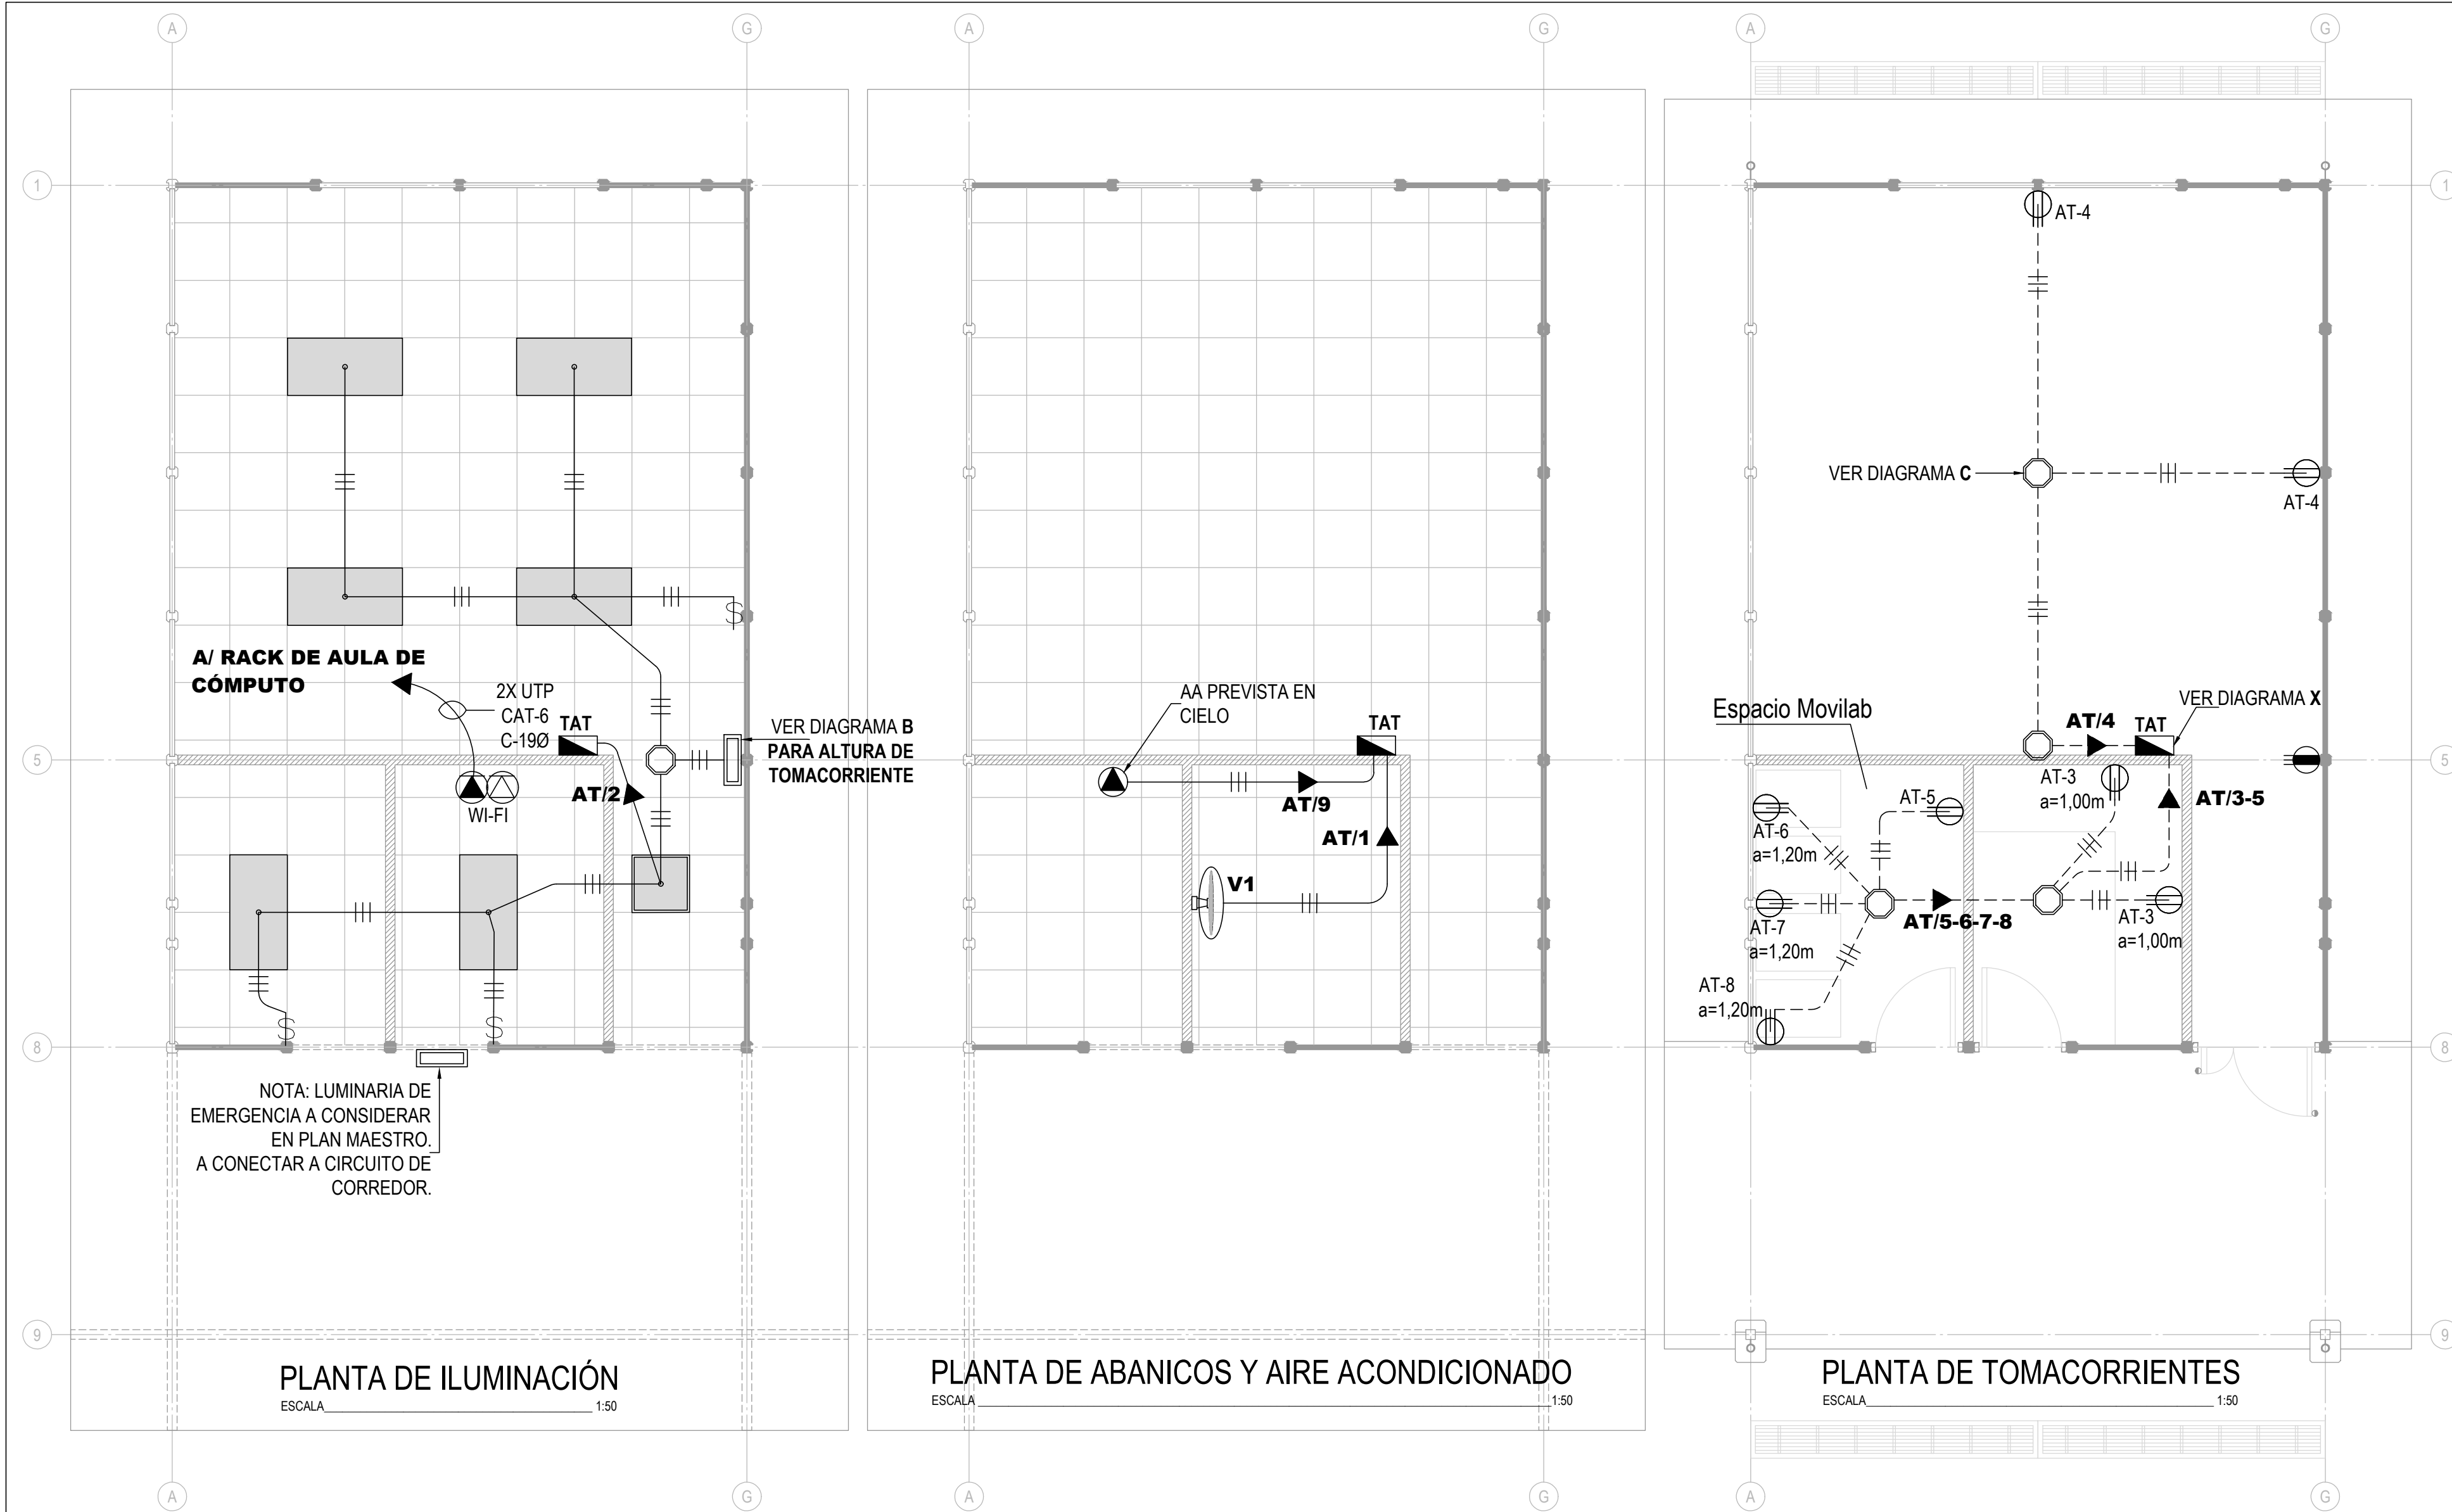 A
G
A
G
A
G
1
1
AT-4
VER DIAGRAMA C
AT-4
A/ RACK DE AULA DE
CÓMPUTO
2X UTP
CAT-6
C-19Ø
TAT
VER DIAGRAMA B
PARA ALTURA DE
TOMACORRIENTE
5
AT/2
WI-FI
$
$
$
8
NOTA: LUMINARIA DE
EMERGENCIA A CONSIDERAR
EN PLAN MAESTRO.
A CONECTAR A CIRCUITO DE
CORREDOR.
9
PLANTA DE ILUMINACIÓN
ESCALA 1:50
AA PREVISTA EN
CIELO
TAT
AT/9
AT/1
V1
PLANTA DE ABANICOS Y AIRE ACONDICIONADO
ESCALA 1:50
Espacio Movilab
VER DIAGRAMA X
AT/4
TAT
5
AT-3
a=1,00m
AT/3-5
AT-5
AT-6
a=1,20m
AT-7
a=1,20m
AT/5-6-7-8
AT-3
a=1,00m
AT-8
a=1,20m
8
9
PLANTA DE TOMACORRIENTES
ESCALA 1:50
A
G
A
G
A
G